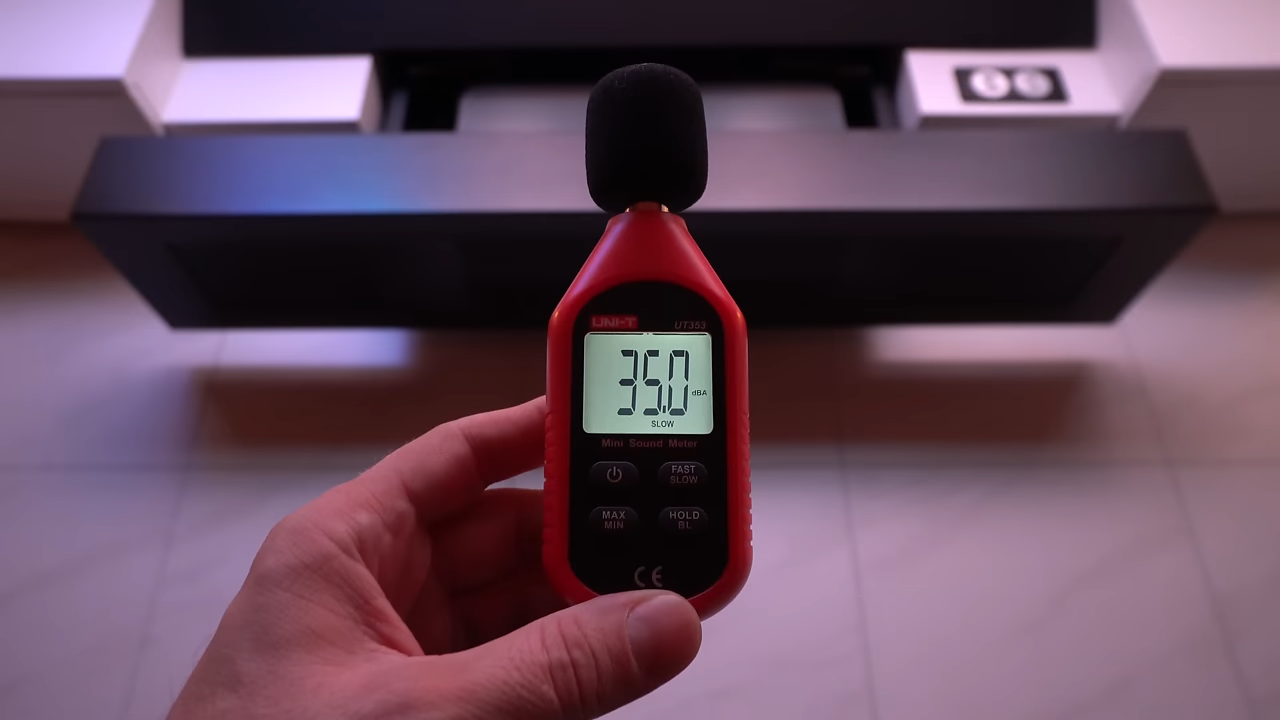 UNI-T UT353
35.0 dBA
SLOW
Mini Sound Meter
FAST
SLOW
MAX
MIN
HOLD
BL
CE